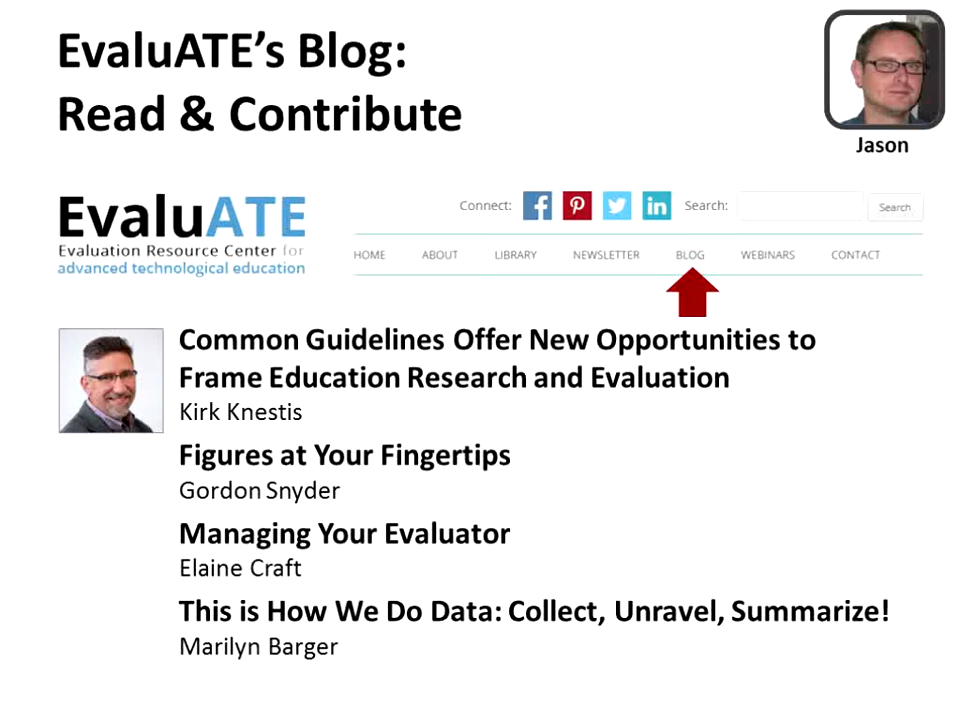 EvaluATE's Blog:
Read & Contribute
Jason
EvaluATE
Evaluation Resource Center for
advanced technological education
Connect:
Search:
Search
HOME ABOUT LIBRARY NEWSLETTER BLOG WEBINARS CONTACT
Common Guidelines Offer New Opportunities to
Frame Education Research and Evaluation
Kirk Knestis
Figures at Your Fingertips
Gordon Snyder
Managing Your Evaluator
Elaine Craft
This is How We Do Data: Collect, Unravel, Summarize!
Marilyn Barger